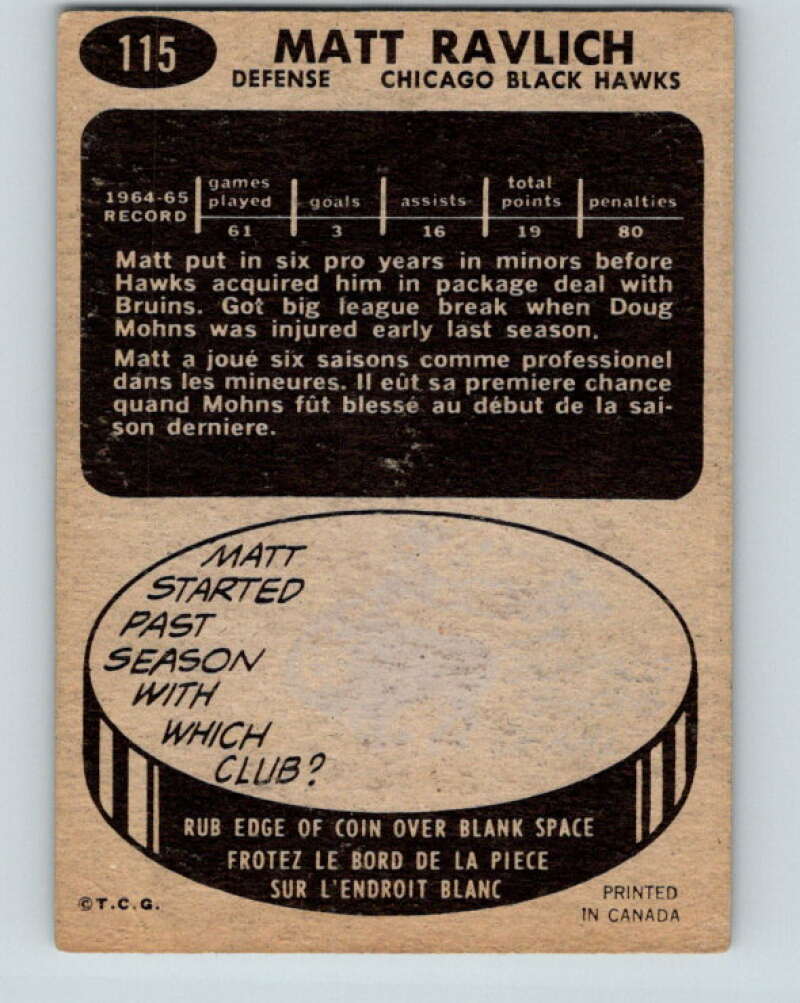 115
MATT RAVLICH
DEFENSE CHICAGO BLACK HAWKS
1964-65 RECORD games played goals assists total points penalties
61 3 16 19 80
Matt put in six pro years in minors before
Hawks acquired him in package deal with
Bruins. Got big league break when Doug
Mohns was injured early last season.
Matt a joué six saisons comme professionel
dans les mineures. Il eût sa premiere chance
quand Mohns fût blessé au début de la sai-
son derniere.
MATT
STARTED
PAST
SEASON
WITH
WHICH
CLUB?
RUB EDGE OF COIN OVER BLANK SPACE
FROTEZ LE BORD DE LA PIECE
SUR L'ENDROIT BLANC
©T.C.G.
PRINTED
IN CANADA